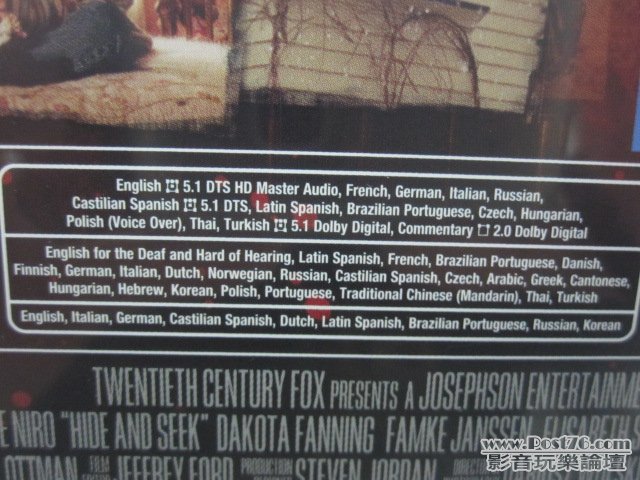 English 5.1 DTS HD Master Audio, French, German, Italian, Russian,
Castilian Spanish 5.1 DTS, Latin Spanish, Brazilian Portuguese, Czech, Hungarian,
Polish (Voice Over), Thai, Turkish 5.1 Dolby Digital, Commentary 2.0 Dolby Digital
English for the Deaf and Hard of Hearing, Latin Spanish, French, Brazilian Portuguese, Danish,
Finnish, German, Italian, Dutch, Norwegian, Russian, Castilian Spanish, Czech, Arabic, Greek, Cantonese,
Hungarian, Hebrew, Korean, Polish, Portuguese, Traditional Chinese (Mandarin), Thai, Turkish
English, Italian, German, Castilian Spanish, Dutch, Latin Spanish, Brazilian Portuguese, Russian, Korean
TWENTIETH CENTURY FOX PRESENTS A JOSEPHSON ENTERTAINME
E NIRO "HIDE AND SEEK" DAKOTA FANNING FAMKE JANSSEN
OTTMAN FILM JEFFREY FORD PRODUCTION STEVEN JORDAN
www.Post76.com
影音玩樂論壇